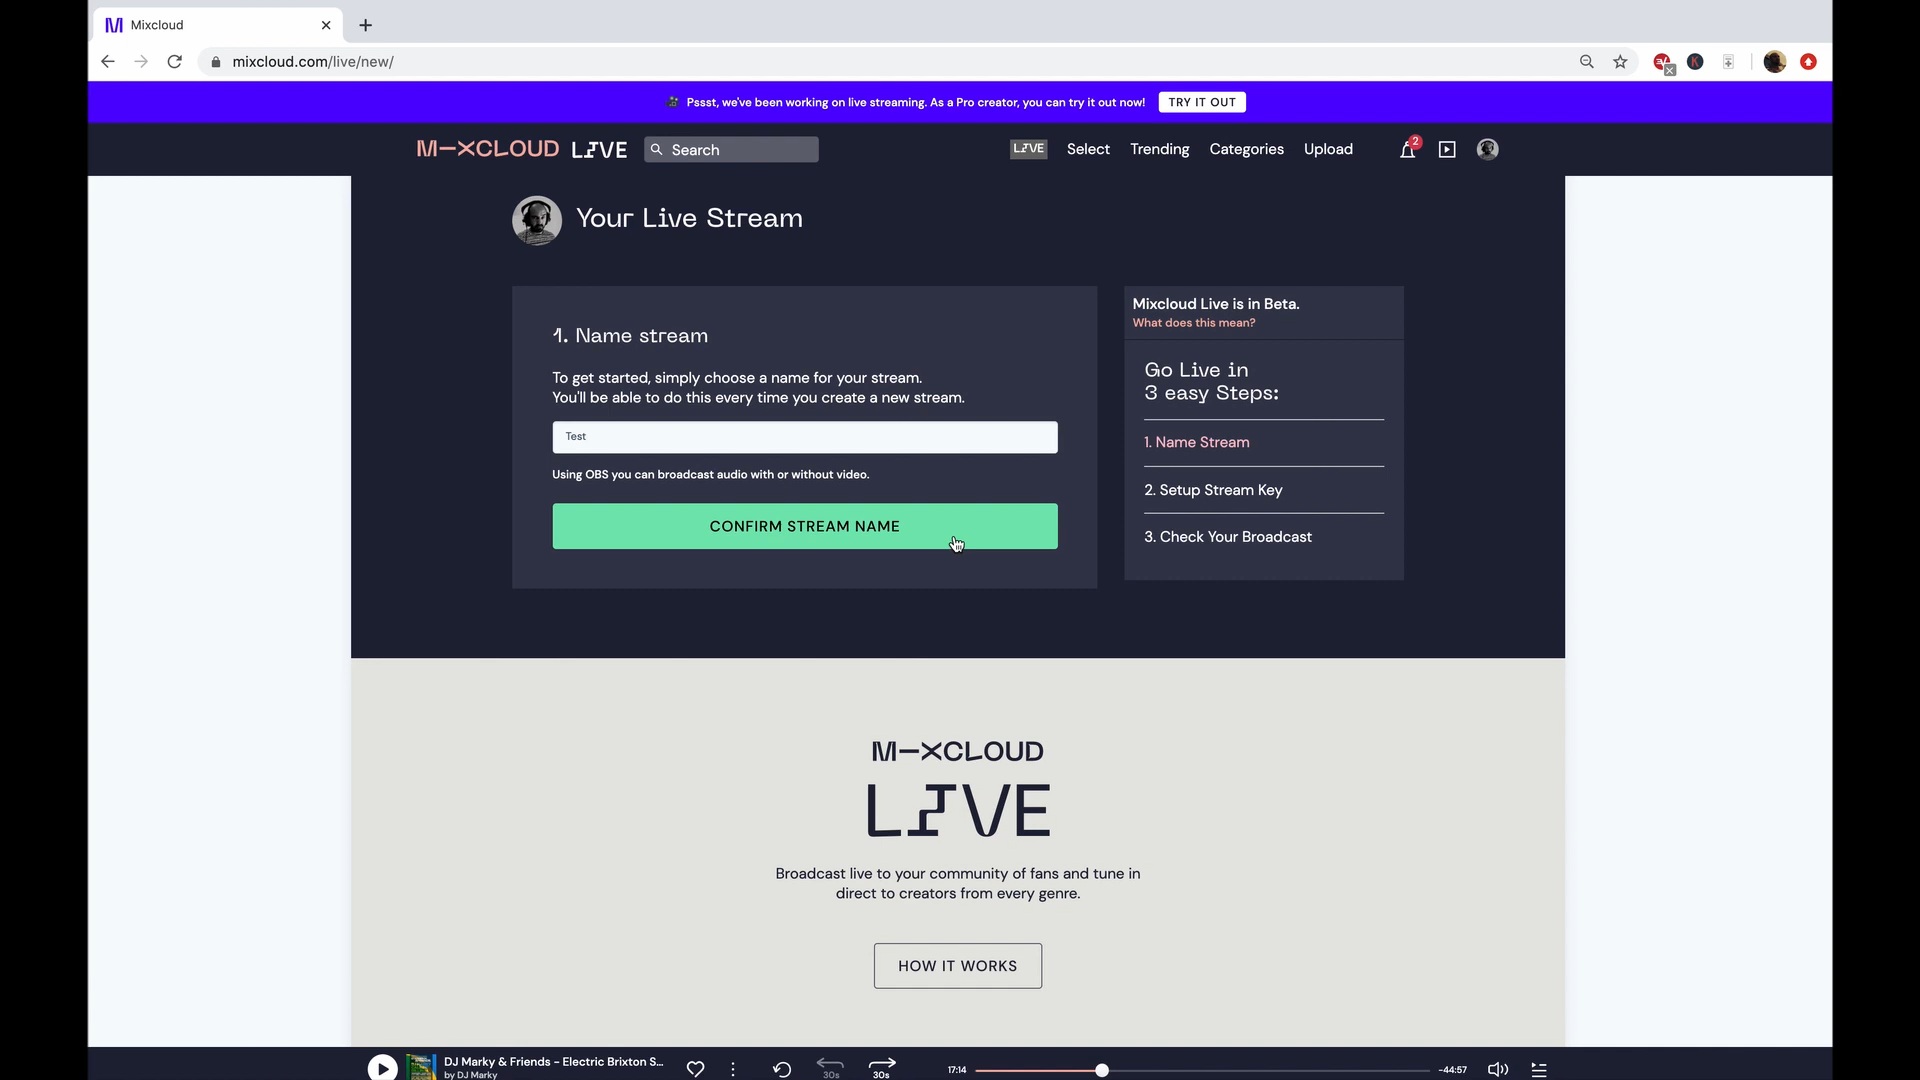 Mixcloud
mixcloud.com/live/new/
Pssst, we've been working on live streaming. As a Pro creator, you can try it out now!
TRY IT OUT
MIXCLOUD LIVE
Search
LIVE
Select
Trending
Categories
Upload
2
Your Live Stream
1. Name stream
To get started, simply choose a name for your stream.
You'll be able to do this every time you create a new stream.
Test
Using OBS you can broadcast audio with or without video.
CONFIRM STREAM NAME
Mixcloud Live is in Beta.
What does this mean?
Go Live in
3 easy Steps:
1. Name Stream
2. Setup Stream Key
3. Check Your Broadcast
MIXCLOUD
LIVE
Broadcast live to your community of fans and tune in
direct to creators from every genre.
HOW IT WORKS
DJ Marky & Friends - Electric Brixton S...
by DJ Marky
30s
30s
17:14
-44:57